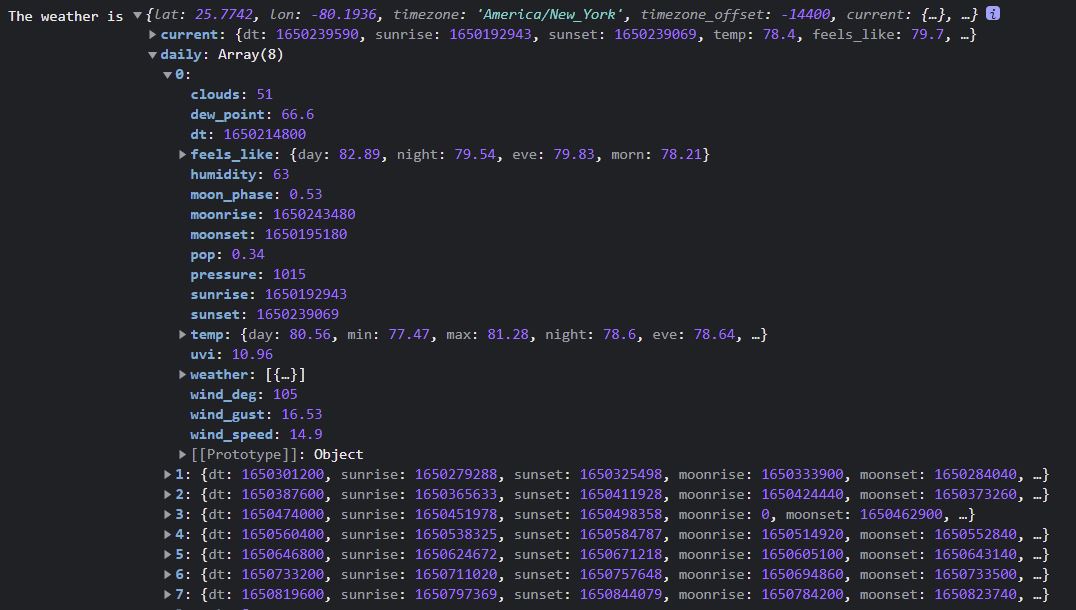 The weather is ▼{lat: 25.7742, lon: -80.1936, timezone: 'America/New_York', timezone_offset: -14400, current: {…}, …} i
▶current: {dt: 1650239590, sunrise: 1650192943, sunset: 1650239069, temp: 78.4, feels_like: 79.7, …}
▼daily: Array(8)
▼0:
clouds: 51
dew_point: 66.6
dt: 1650214800
▶feels_like: {day: 82.89, night: 79.54, eve: 79.83, morn: 78.21}
humidity: 63
moon_phase: 0.53
moonrise: 1650243480
moonset: 1650195180
pop: 0.34
pressure: 1015
sunrise: 1650192943
sunset: 1650239069
▶temp: {day: 80.56, min: 77.47, max: 81.28, night: 78.6, eve: 78.64, …}
uvi: 10.96
▶weather: [{…}]
wind_deg: 105
wind_gust: 16.53
wind_speed: 14.9
▶[[Prototype]]: Object
▶1: {dt: 1650301200, sunrise: 1650279288, sunset: 1650325498, moonrise: 1650333900, moonset: 1650284040, …}
▶2: {dt: 1650387600, sunrise: 1650365633, sunset: 1650411928, moonrise: 1650424440, moonset: 1650373260, …}
▶3: {dt: 1650474000, sunrise: 1650451978, sunset: 1650498358, moonrise: 0, moonset: 1650462900, …}
▶4: {dt: 1650560400, sunrise: 1650538325, sunset: 1650584787, moonrise: 1650514920, moonset: 1650552840, …}
▶5: {dt: 1650646800, sunrise: 1650624672, sunset: 1650671218, moonrise: 1650605100, moonset: 1650643140, …}
▶6: {dt: 1650733200, sunrise: 1650711020, sunset: 1650757648, moonrise: 1650694860, moonset: 1650733500, …}
▶7: {dt: 1650819600, sunrise: 1650797369, sunset: 1650844079, moonrise: 1650784200, moonset: 1650823740, …}